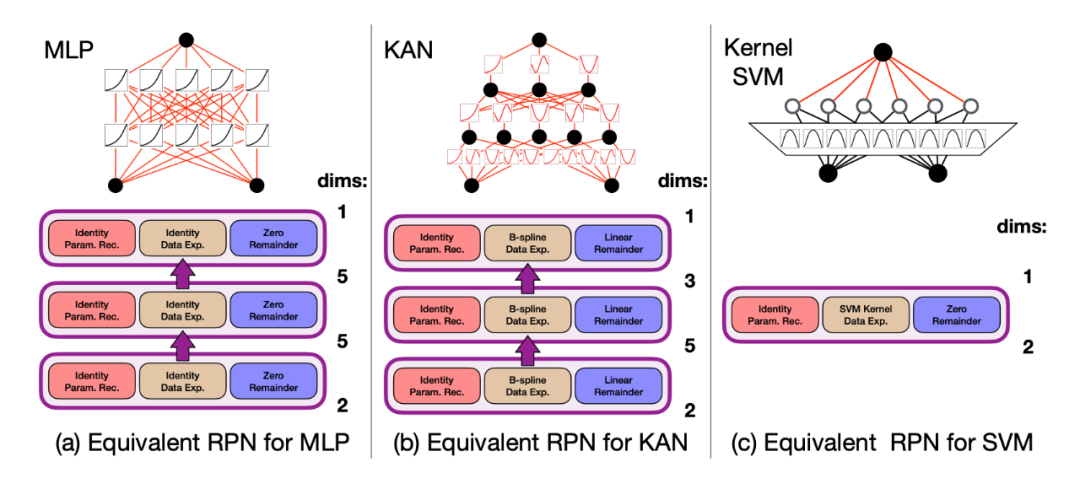 MLP
dims:
1
Identity Param. Rec.
Identity Data Exp.
Zero Remainder
5
Identity Param. Rec.
Identity Data Exp.
Zero Remainder
5
Identity Param. Rec.
Identity Data Exp.
Zero Remainder
2
(a) Equivalent RPN for MLP
KAN
dims:
1
Identity Param. Rec.
B-spline Data Exp.
Linear Remainder
3
Identity Param. Rec.
B-spline Data Exp.
Linear Remainder
5
Identity Param. Rec.
B-spline Data Exp.
Linear Remainder
2
(b) Equivalent RPN for KAN
Kernel
SVM
dims:
1
Identity Param. Rec.
SVM Kernel Data Exp.
Zero Remainder
2
(c) Equivalent RPN for SVM